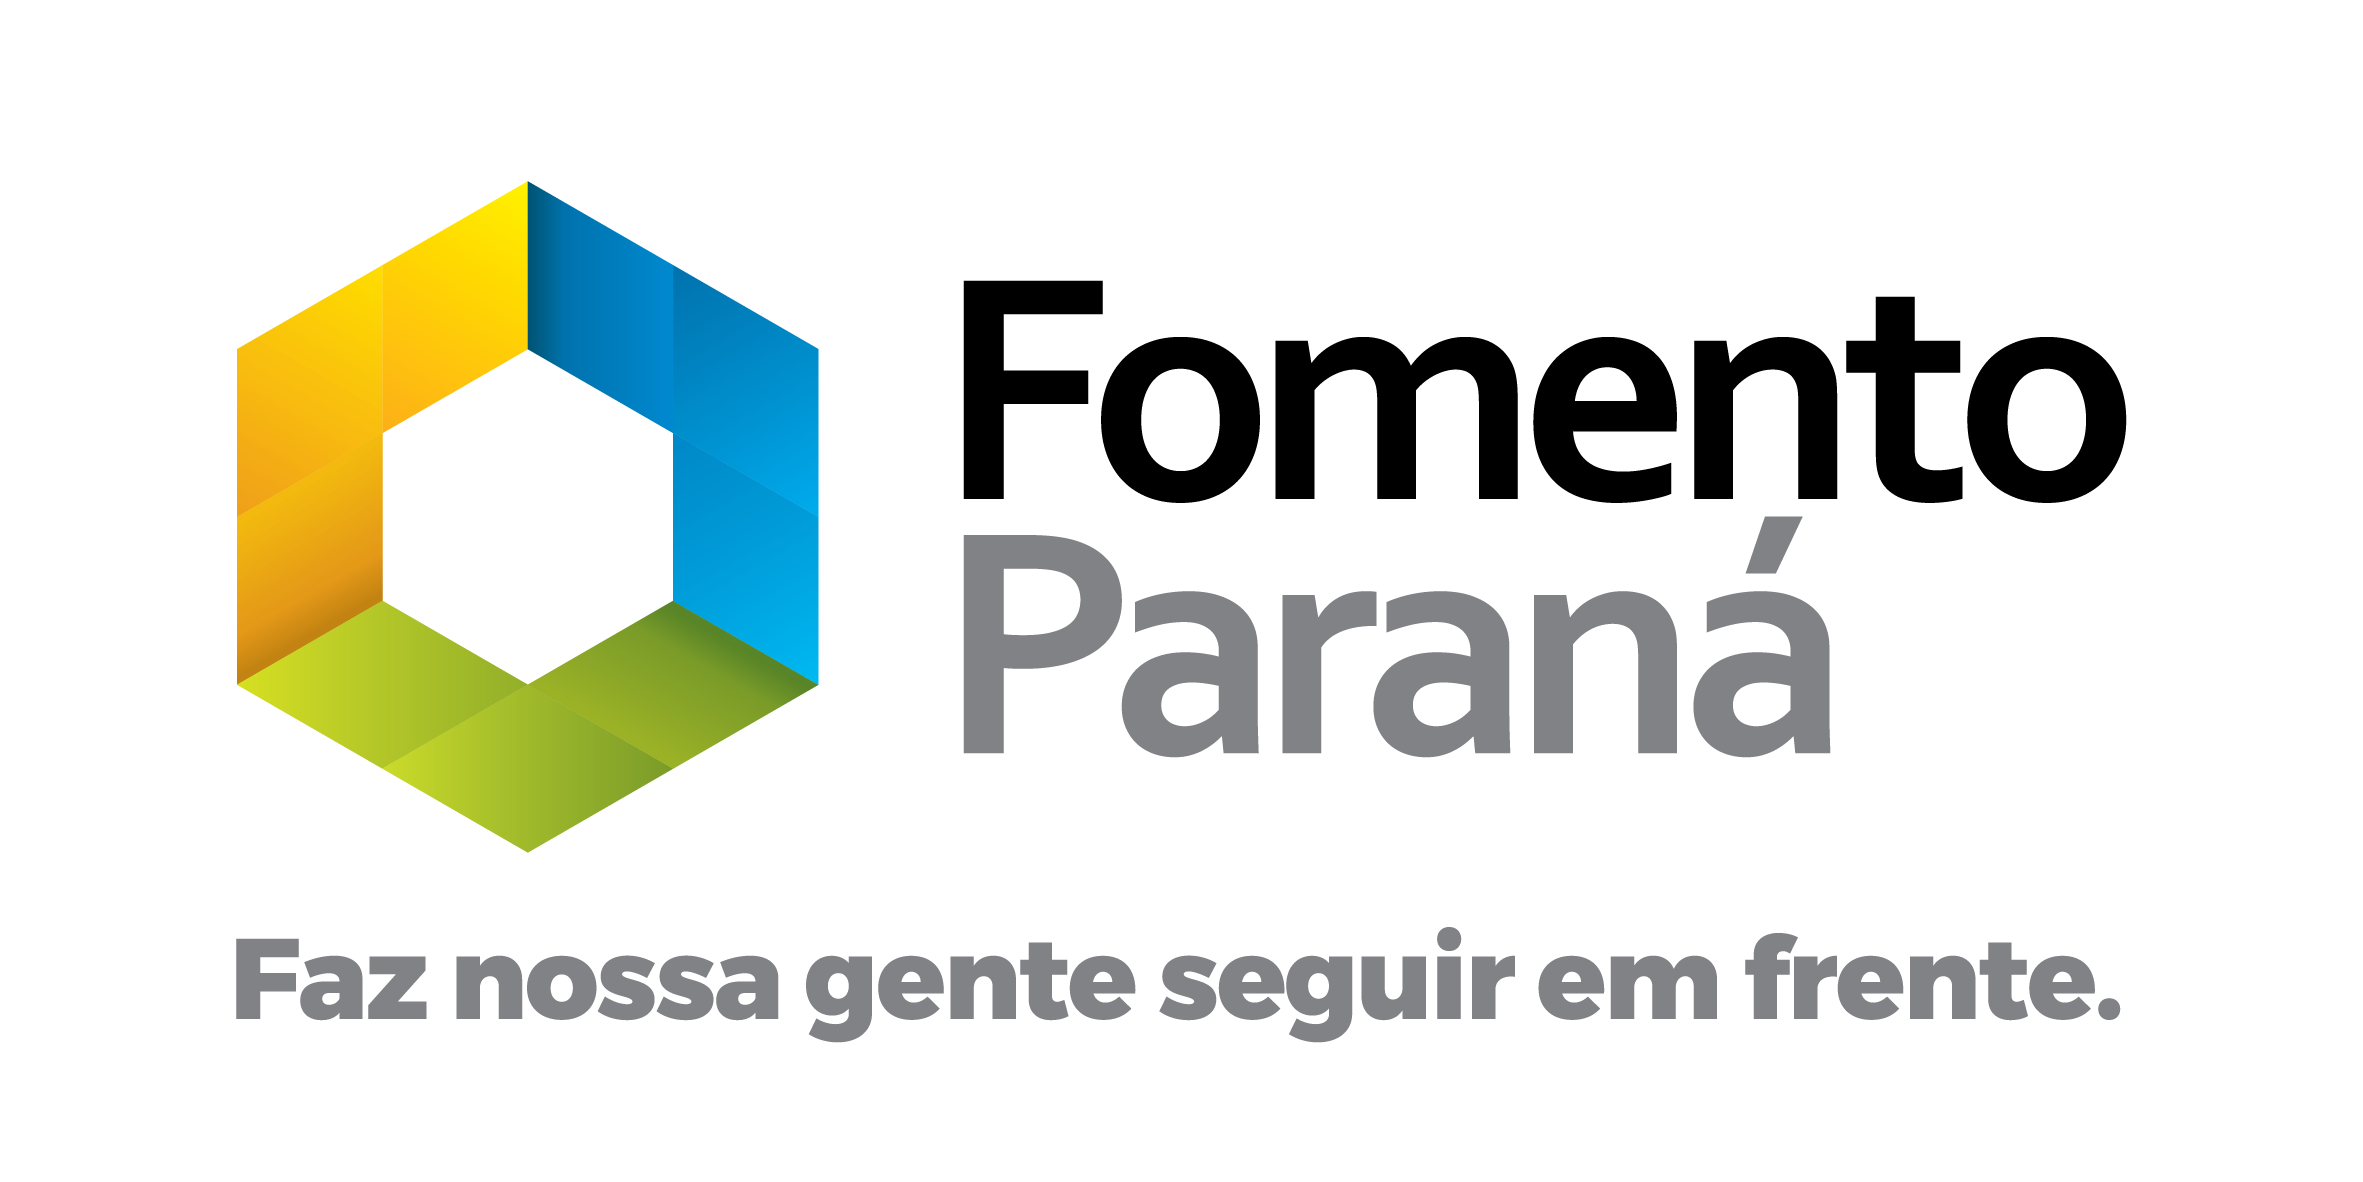 Fomento
Paraná
Faz nossa gente seguir em frente.